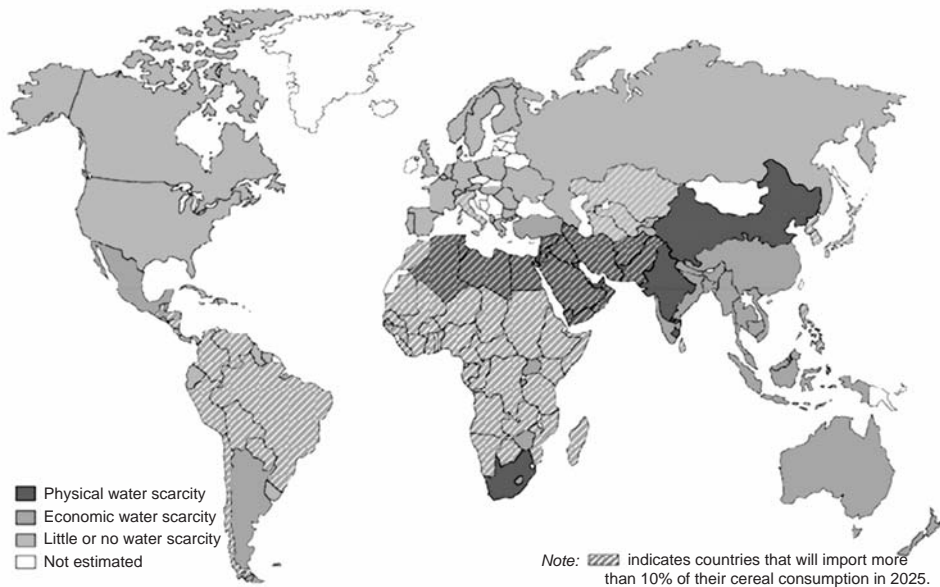 Physical water scarcity
Economic water scarcity
Little or no water scarcity
Not estimated
Note: indicates countries that will import more
than 10% of their cereal consumption in 2025.